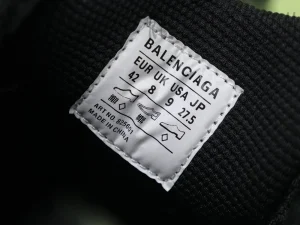 BALENCIAGA
EUR UK USA JP
42 8 9 27.5
MADE IN CHINA